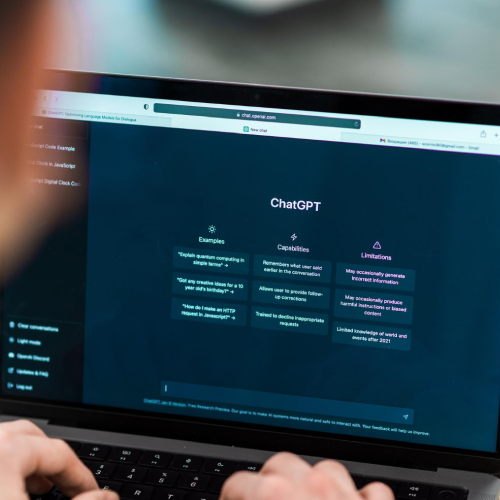 chat.openai.com
ChatGPT: Optimizing Language Models for Dialogue
New chat
ript Code Example
lock in JavaScript
ript Digital Clock Co
ChatGPT
Examples
Capabilities
Limitations
"Explain quantum computing in
simple terms" →
Remembers what user said
earlier in the conversation
May occasionally generate
incorrect information
"Got any creative ideas for a 10
year old's birthday?" →
Allows user to provide follow-
up corrections
May occasionally produce
harmful instructions or biased
content
"How do I make an HTTP
request in Javascript?" →
Trained to decline inappropriate
requests
Limited knowledge of world and
events after 2021
Clear conversations
Light mode
OpenAI Discord
Updates & FAQ
Log out
ChatGPT Jan 9 Version. Free Research Preview. Our goal is to make AI systems more natural and safe to interact with. Your feedback will help us improve.